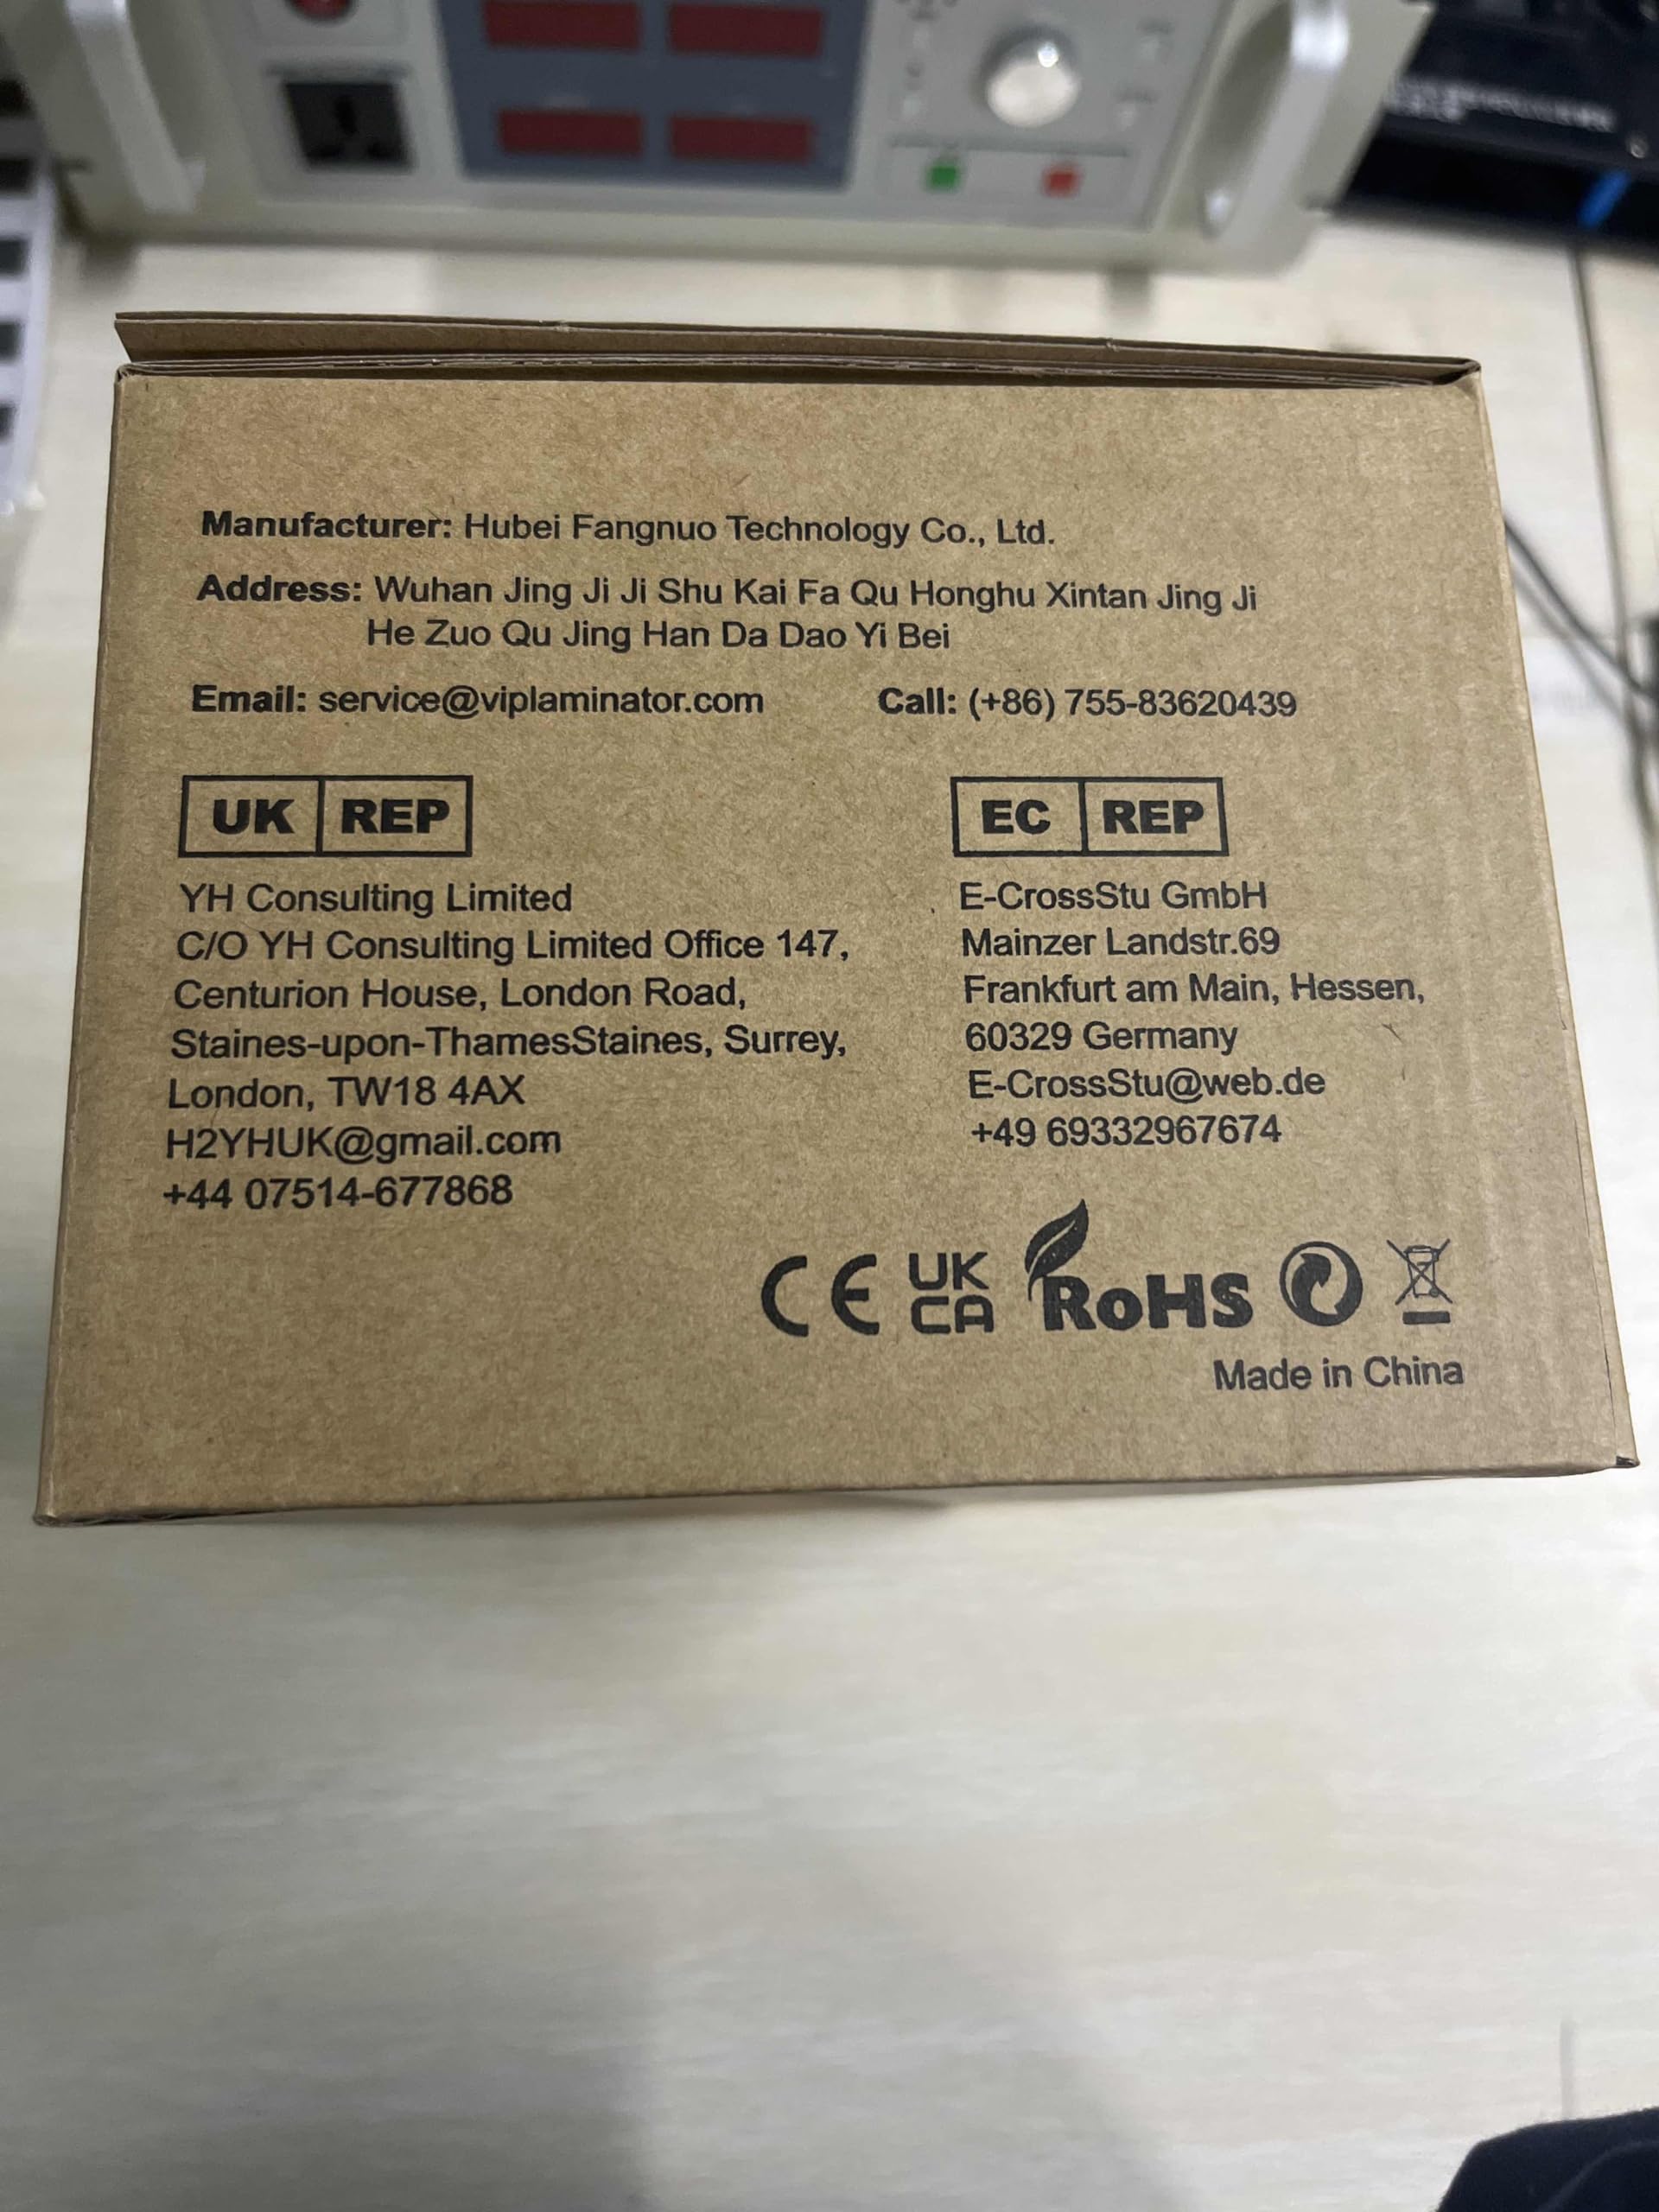 Manufacturer: Hubei Fangnuo Technology Co., Ltd.
Address: Wuhan Jing Ji Ji Shu Kai Fa Qu Honghu Xintan Jing Ji
He Zuo Qu Jing Han Da Dao Yi Bei
Email: service@viplaminator.com Call: (+86) 755-83620439
UK REP
YH Consulting Limited
C/O YH Consulting Limited Office 147,
Centurion House, London Road,
Staines-upon-ThamesStaines, Surrey,
London, TW18 4AX
H2YHUK@gmail.com
+44 07514-677868
EC REP
E-CrossStu GmbH
Mainzer Landstr.69
Frankfurt am Main, Hessen,
60329 Germany
E-CrossStu@web.de
+49 69332967674
CE UK CA RoHS
Made in China